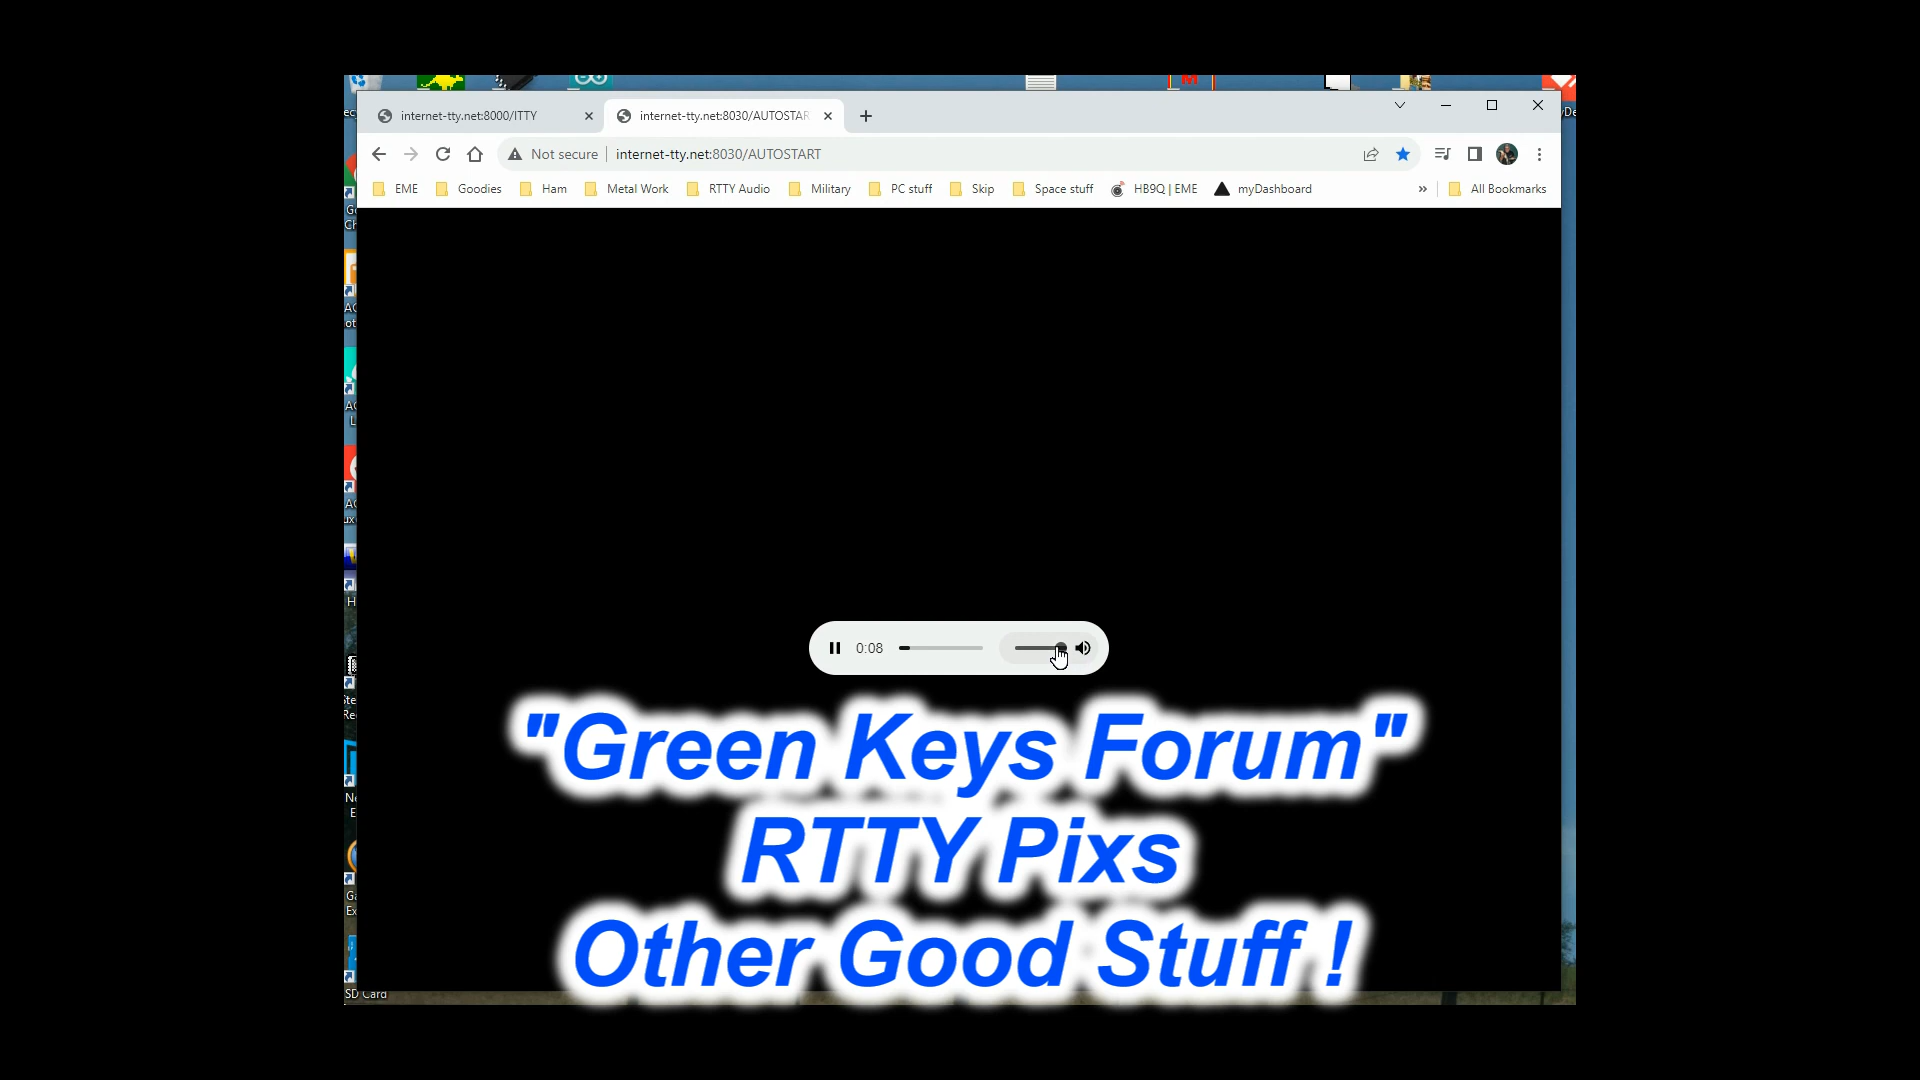 internet-tty.net:8000/ITTY
internet-tty.net:8030/AUTOSTAR
Not secure
internet-tty.net:8030/AUTOSTART
EME
Goodies
Ham
Metal Work
RTTY Audio
Military
PC stuff
Skip
Space stuff
HB9Q | EME
myDashboard
»
All Bookmarks
0:08
"Green Keys Forum"
RTTY Pixs
Other Good Stuff !
SD Card